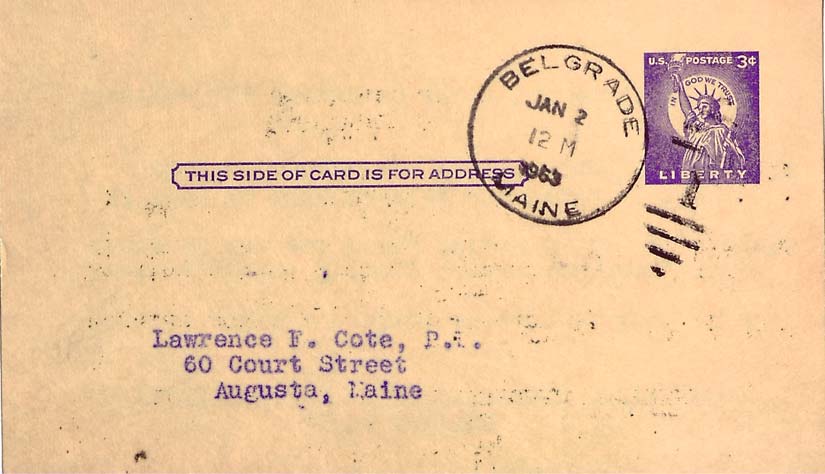 U.S. POSTAGE 3¢
IN GOD WE TRUST
LIBERTY
BELGRADE
JAN 2
12 M
1963
MAINE
THIS SIDE OF CARD IS FOR ADDRESS
Lawrence F. Cote, P.A.
60 Court Street
Augusta, Maine